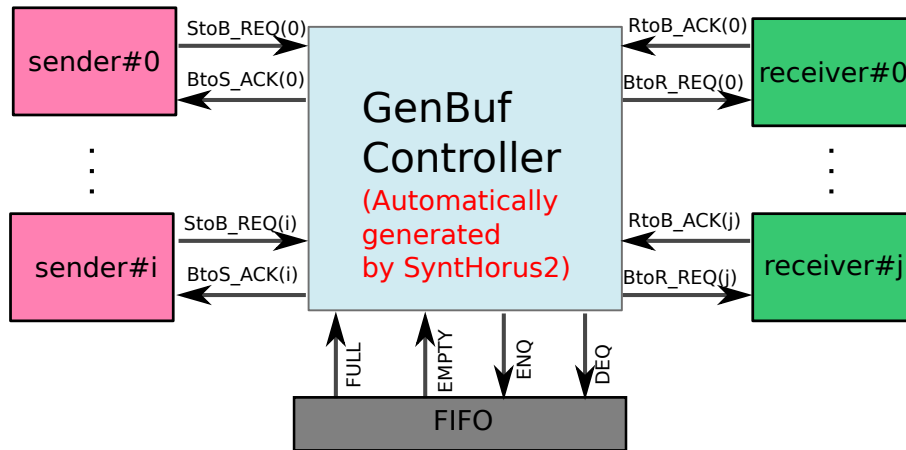 StoB_REQ(0)
sender#0
BtoS_ACK(0)
RtoB_ACK(0)
receiver#0
BtoR_REQ(0)
GenBuf
Controller
(Automatically
generated
by SyntHorus2)
StoB_REQ(i)
sender#i
BtoS_ACK(i)
RtoB_ACK(j)
receiver#j
BtoR_REQ(j)
FULL
EMPTY
ENQ
DEQ
FIFO